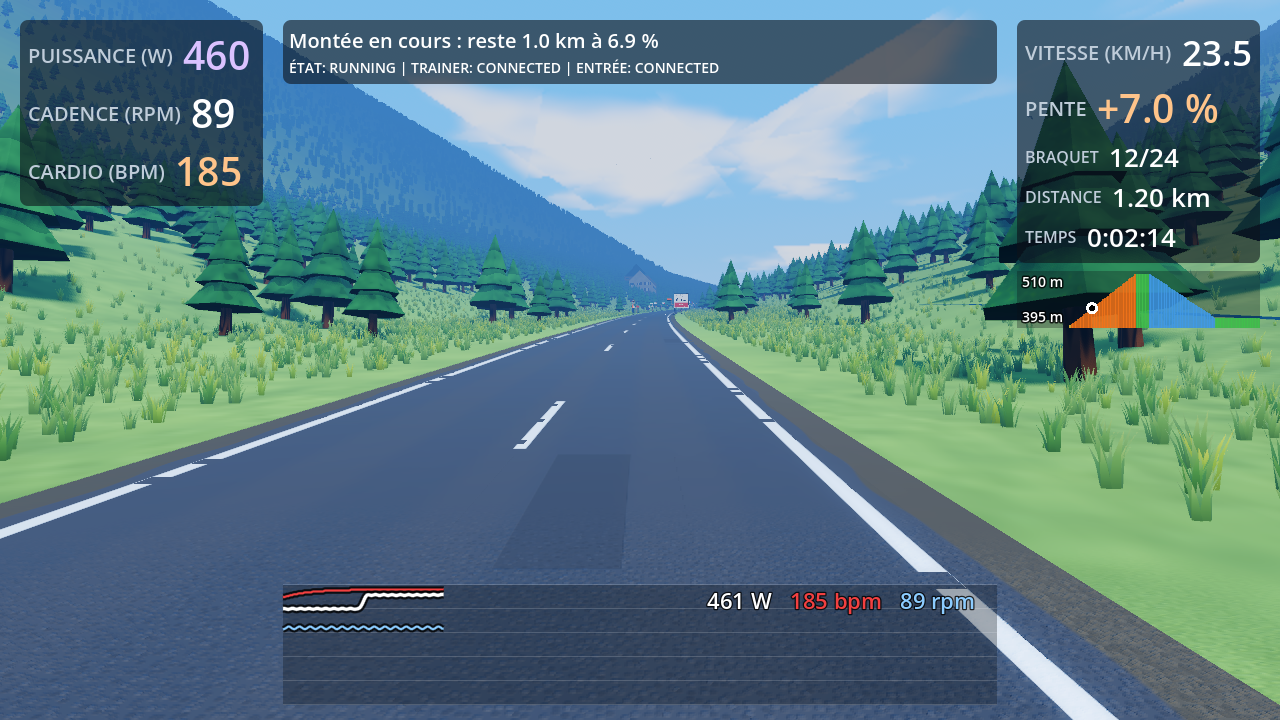 PUISSANCE (W) 460
CADENCE (RPM) 89
CARDIO (BPM) 185
Montée en cours : reste 1.0 km à 6.9 %
ÉTAT: RUNNING | TRAINER: CONNECTED | ENTRÉE: CONNECTED
VITESSE (KM/H) 23.5
PENTE +7.0 %
BRAQUET 12/24
DISTANCE 1.20 km
TEMPS 0:02:14
510 m
395 m
461 W 185 bpm 89 rpm